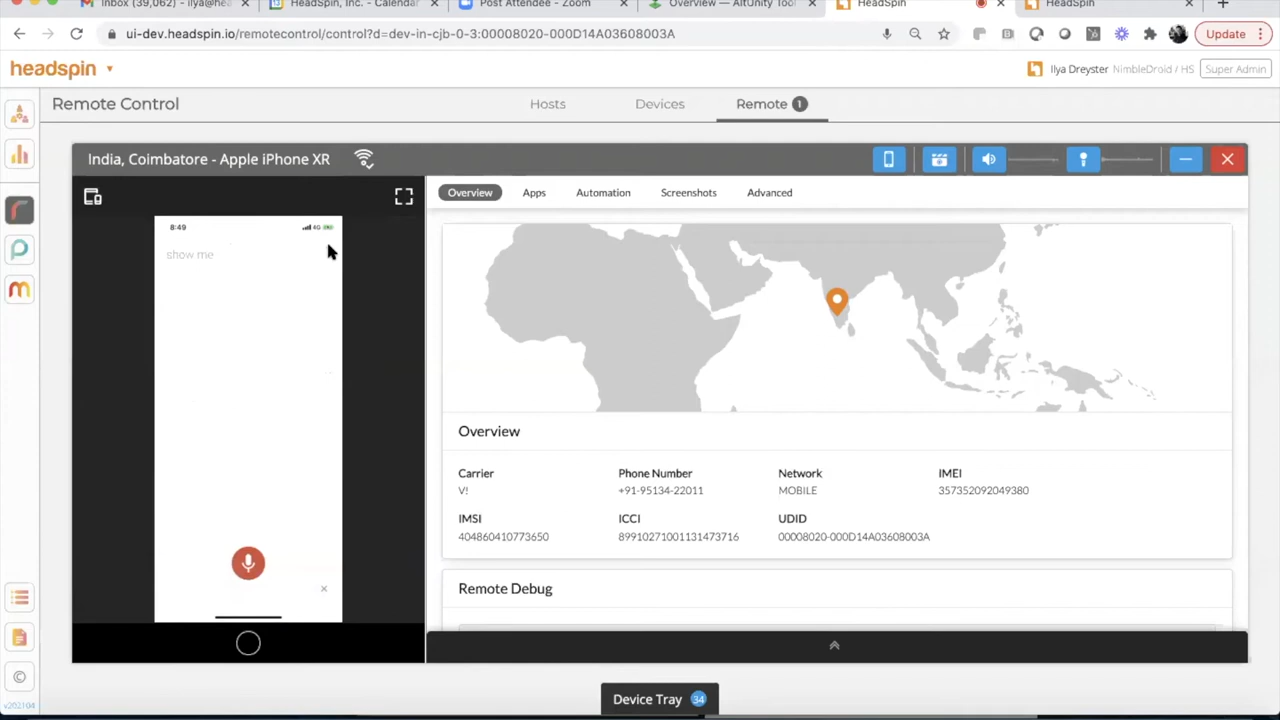 Inbox (39,062) - ilya@hea
HeadSpin, Inc. - Calendar
Post Attendee - Zoom
Overview — AltUnity Tool
HeadSpin
HeadSpin
ui-dev.headspin.io/remotecontrol/control?d=dev-in-cjb-0-3:00008020-000D14A03608003A
Update
headspin
Ilya Dreyster NimbleDroid / HS
Super Admin
Remote Control
Hosts
Devices
Remote 1
India, Coimbatore - Apple iPhone XR
Overview
Apps
Automation
Screenshots
Advanced
8:49
4G
show me
Overview
Carrier
Phone Number
Network
IMEI
V!
+91-95134-22011
MOBILE
357352092049380
IMSI
ICCI
UDID
404860410773650
89910271001131473716
00008020-000D14A03608003A
Remote Debug
v202104
Device Tray 34